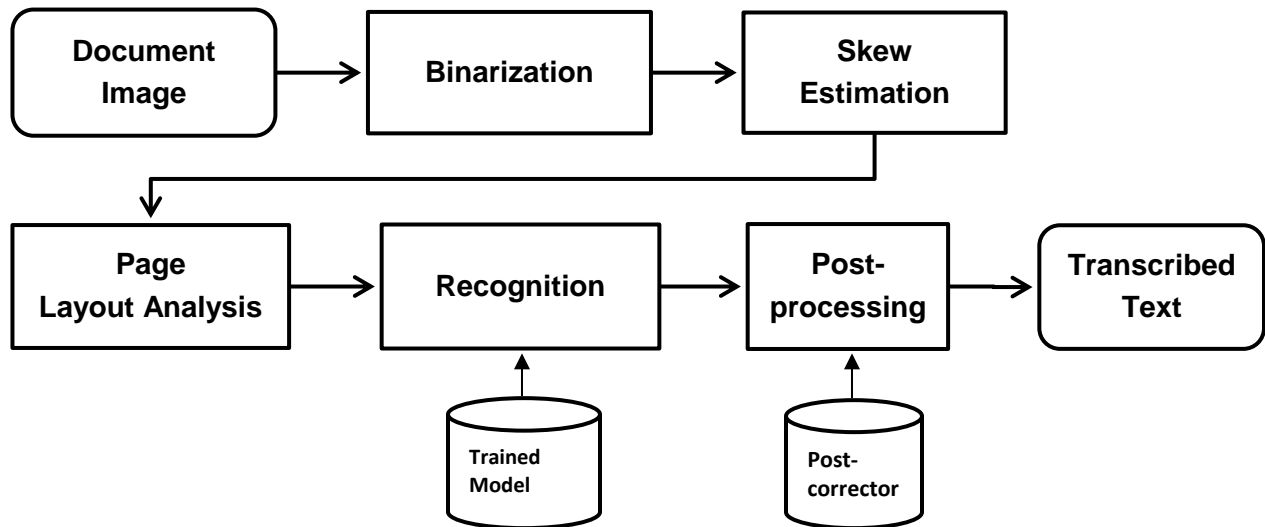 Document
Image
Binarization
Skew
Estimation
Page
Layout Analysis
Recognition
Post-
processing
Transcribed
Text
Trained
Model
Post-
corrector